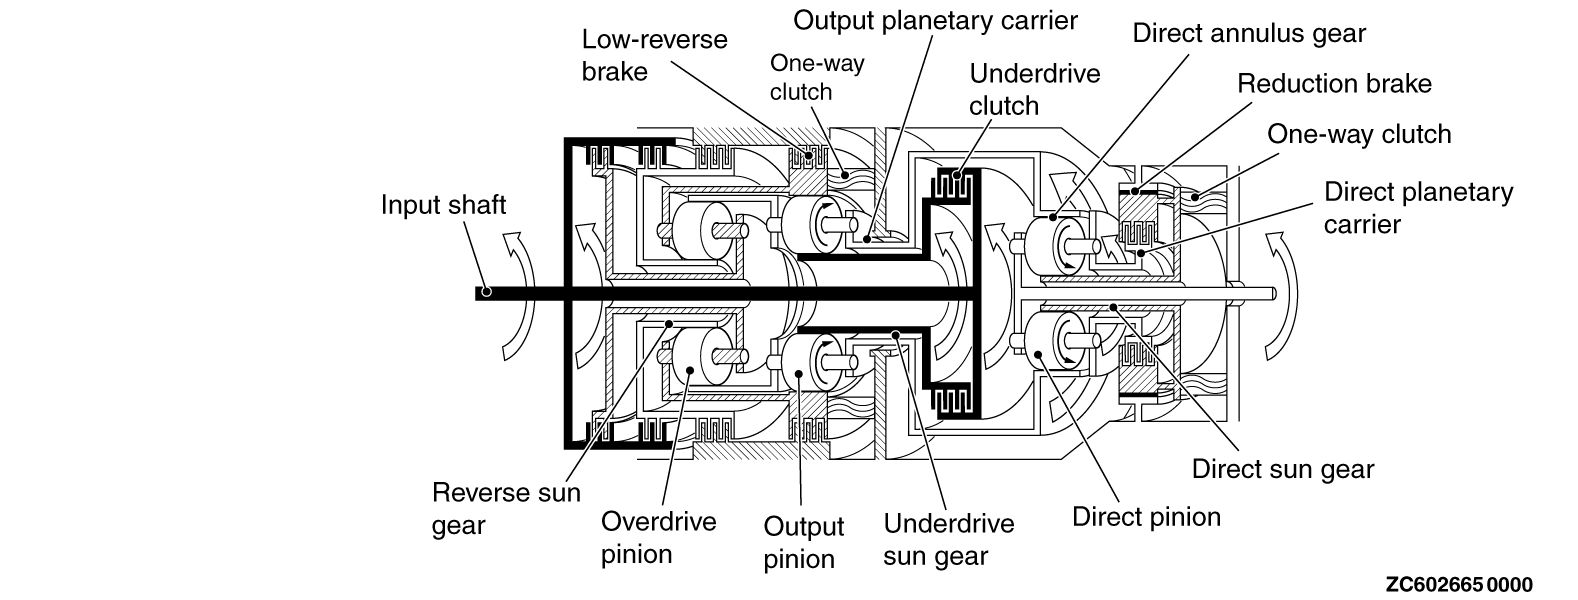 Output planetary carrier
Direct annulus gear
Low-reverse
brake
One-way
clutch
Underdrive
clutch
Reduction brake
One-way clutch
Direct planetary
carrier
Input shaft
Reverse sun
gear
Overdrive
pinion
Output
pinion
Underdrive
sun gear
Direct pinion
Direct sun gear
ZC602665 0000